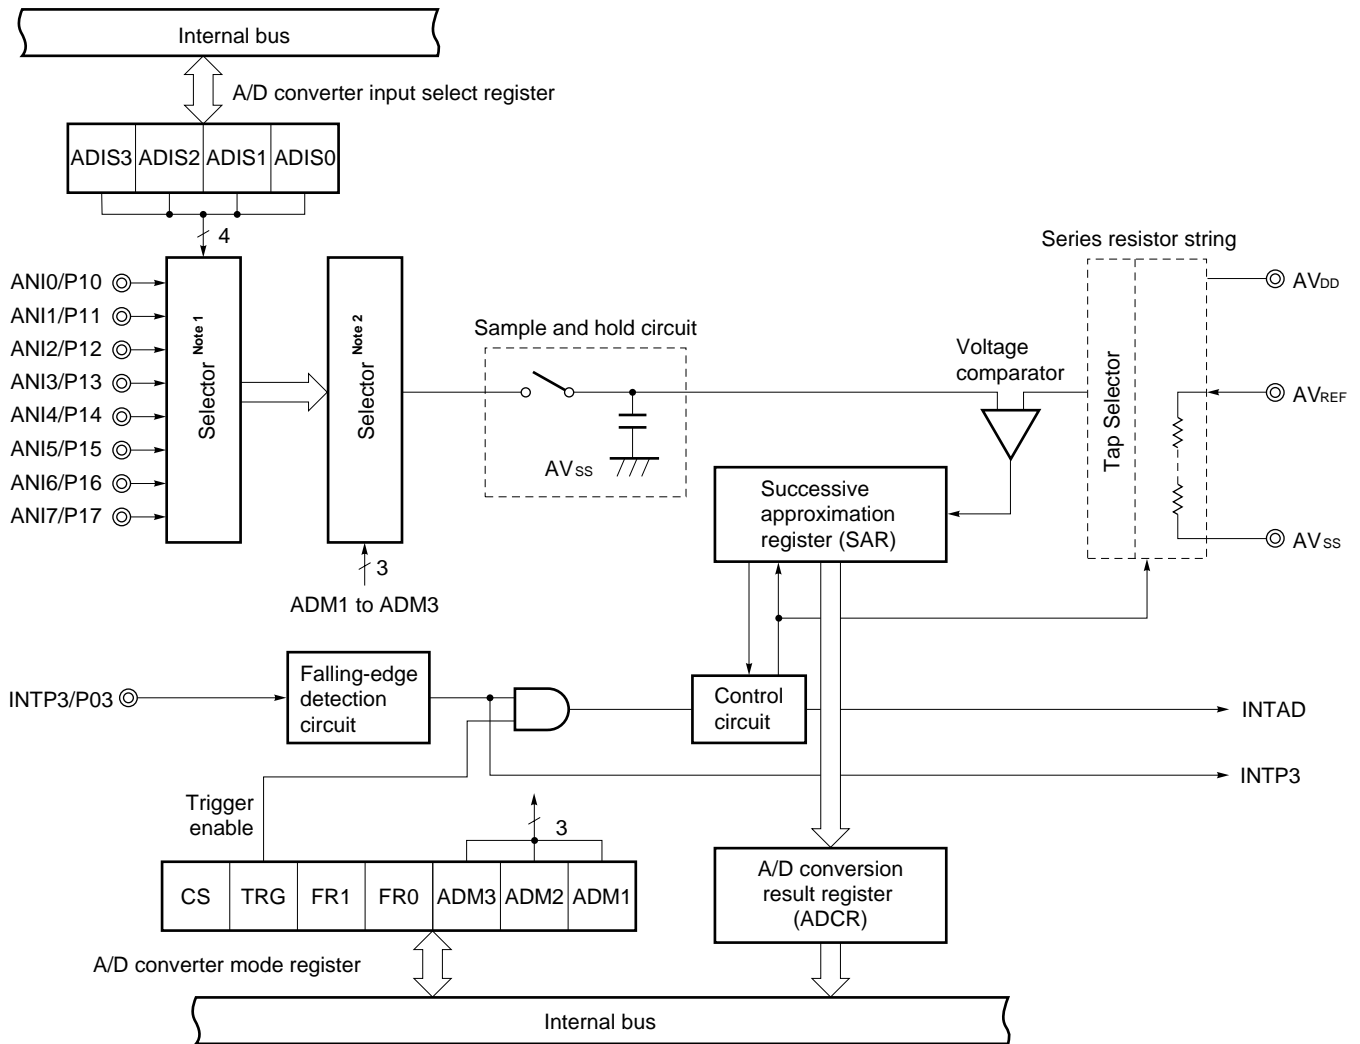 Internal bus
A/D converter input select register
ADIS3 ADIS2 ADIS1 ADIS0
4
Series resistor string
ANI0/P10
ANI1/P11
ANI2/P12
ANI3/P13
ANI4/P14
ANI5/P15
ANI6/P16
ANI7/P17
Selector Note 1
Selector Note 2
3
ADM1 to ADM3
Sample and hold circuit
AVSS
Voltage
comparator
Tap Selector
AVDD
AVREF
AVSS
Successive
approximation
register (SAR)
INTP3/P03
Falling-edge
detection
circuit
Control
circuit
INTAD
INTP3
Trigger
enable
3
CS TRG FR1 FR0 ADM3 ADM2 ADM1
A/D converter mode register
A/D conversion
result register
(ADCR)
Internal bus